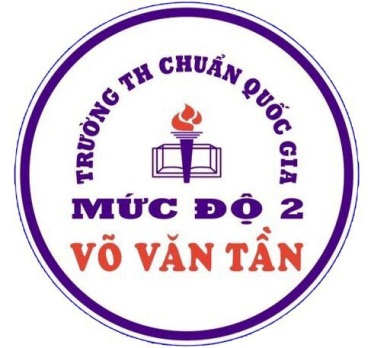 TRƯỜNG TH CHUẨN QUỐC GIA
MỨC ĐỘ 2
VÕ VĂN TẦN